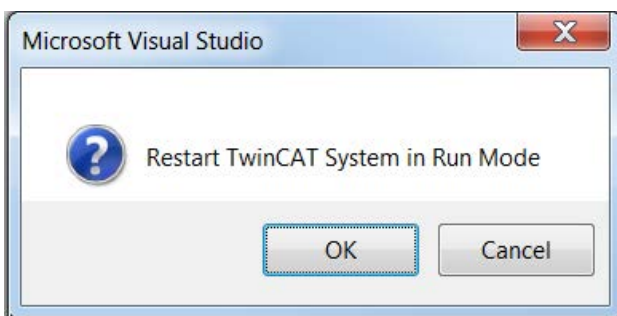 Microsoft Visual Studio
Restart TwinCAT System in Run Mode
OK
Cancel